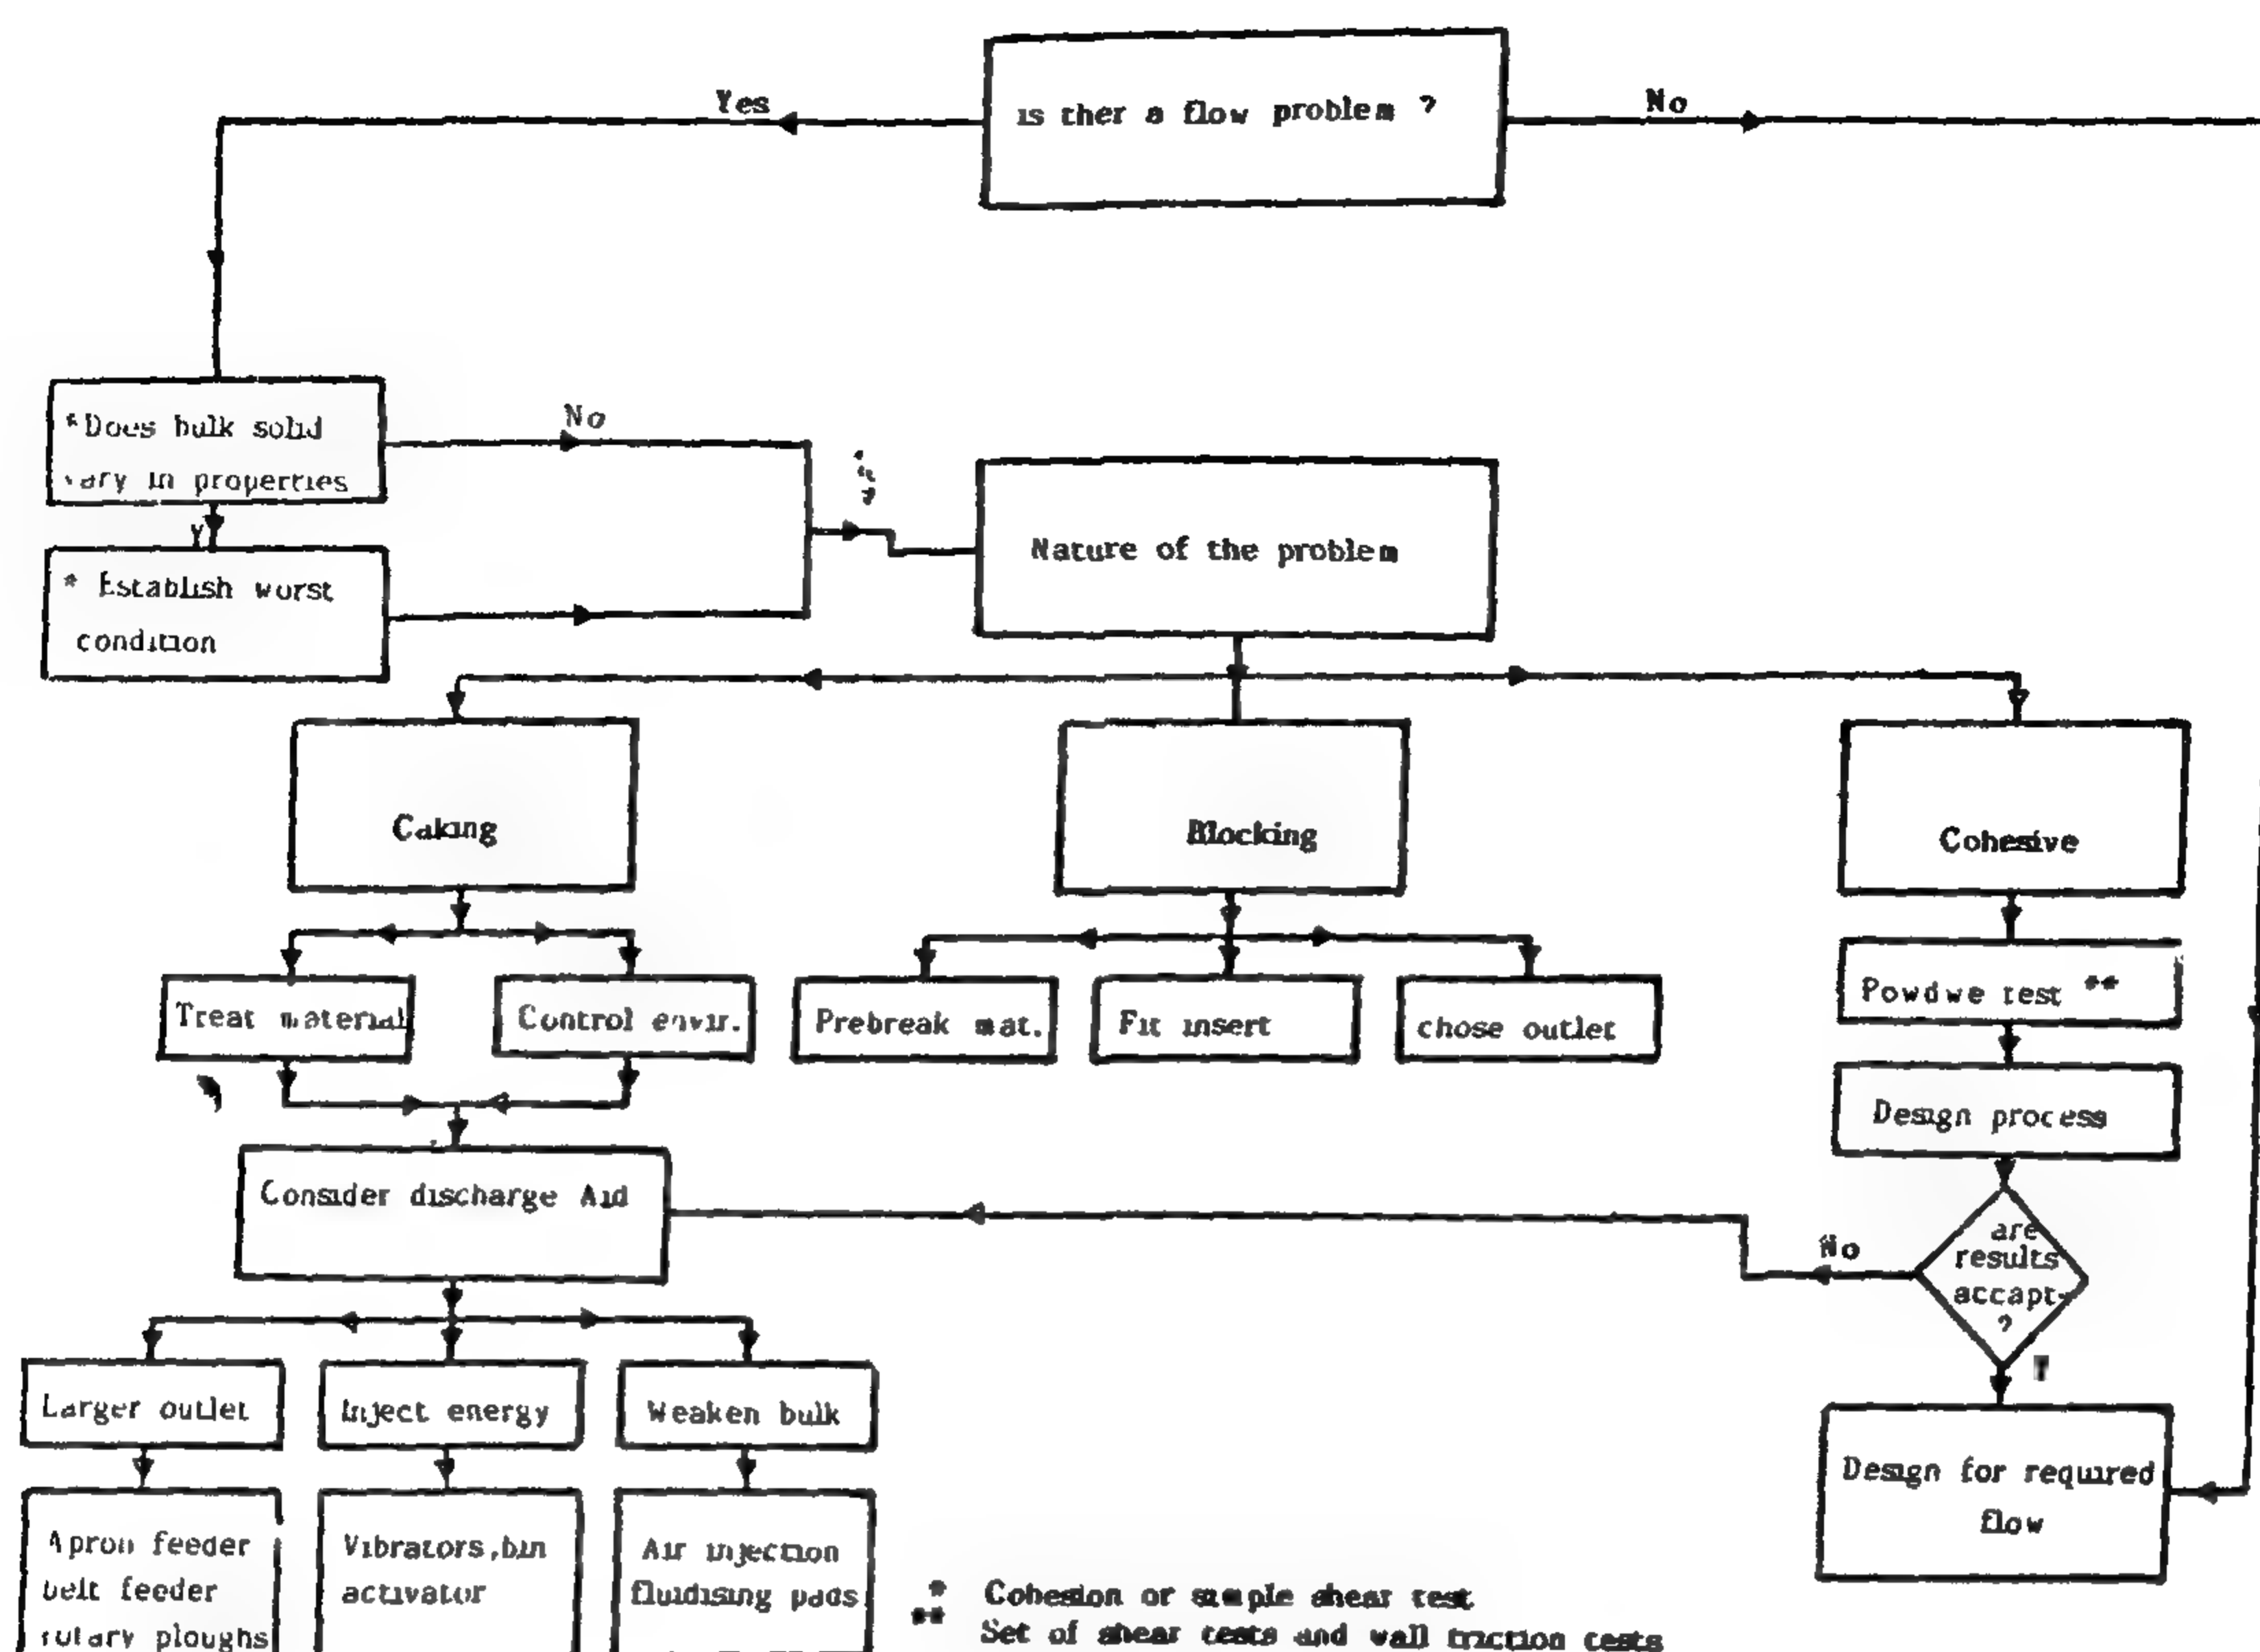 is ther a flow problem ?
Yes
No
*Does bulk solid
vary in properties
No
Y
* Establish worst
condition
Nature of the problem
Caking
Blocking
Cohesive
Treat material
Control envir.
Prebreak mat.
Fit insert
chose outlet
Powdwe test **
Design process
Consider discharge Aid
are
results
accapt-
?
No
Y
Larger outlet
Inject energy
Weaken bulk
Design for required
flow
Apron feeder
belt feeder
rotary ploughs
Vibrators,bin
activator
Air injection
fluidising pads
* Cohesion or simple shear test
** Set of shear tests and wall friction tests